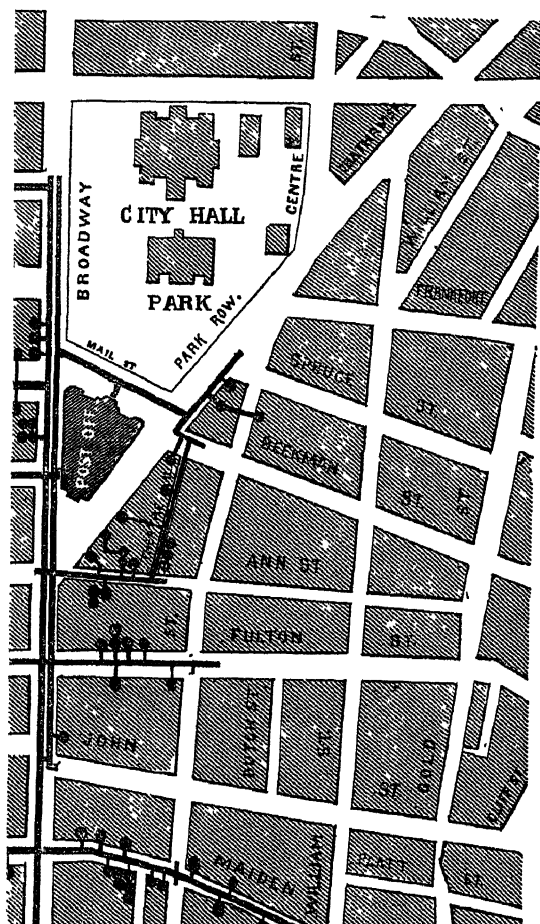 ST.
CENTRE
CITY HALL
BROADWAY
PARK
PARK ROW.
MAIL ST
FRANKFORT
SPRUCE
ST.
POST OFF.
BEEKMAN
ST.
ST.
ANN ST.
ST.
FULTON
ST.
JOHN
DUTCH ST.
ST.
ST
GOLD
CLIFF ST
WILLIAM
MAIDEN
PLATT
ST.